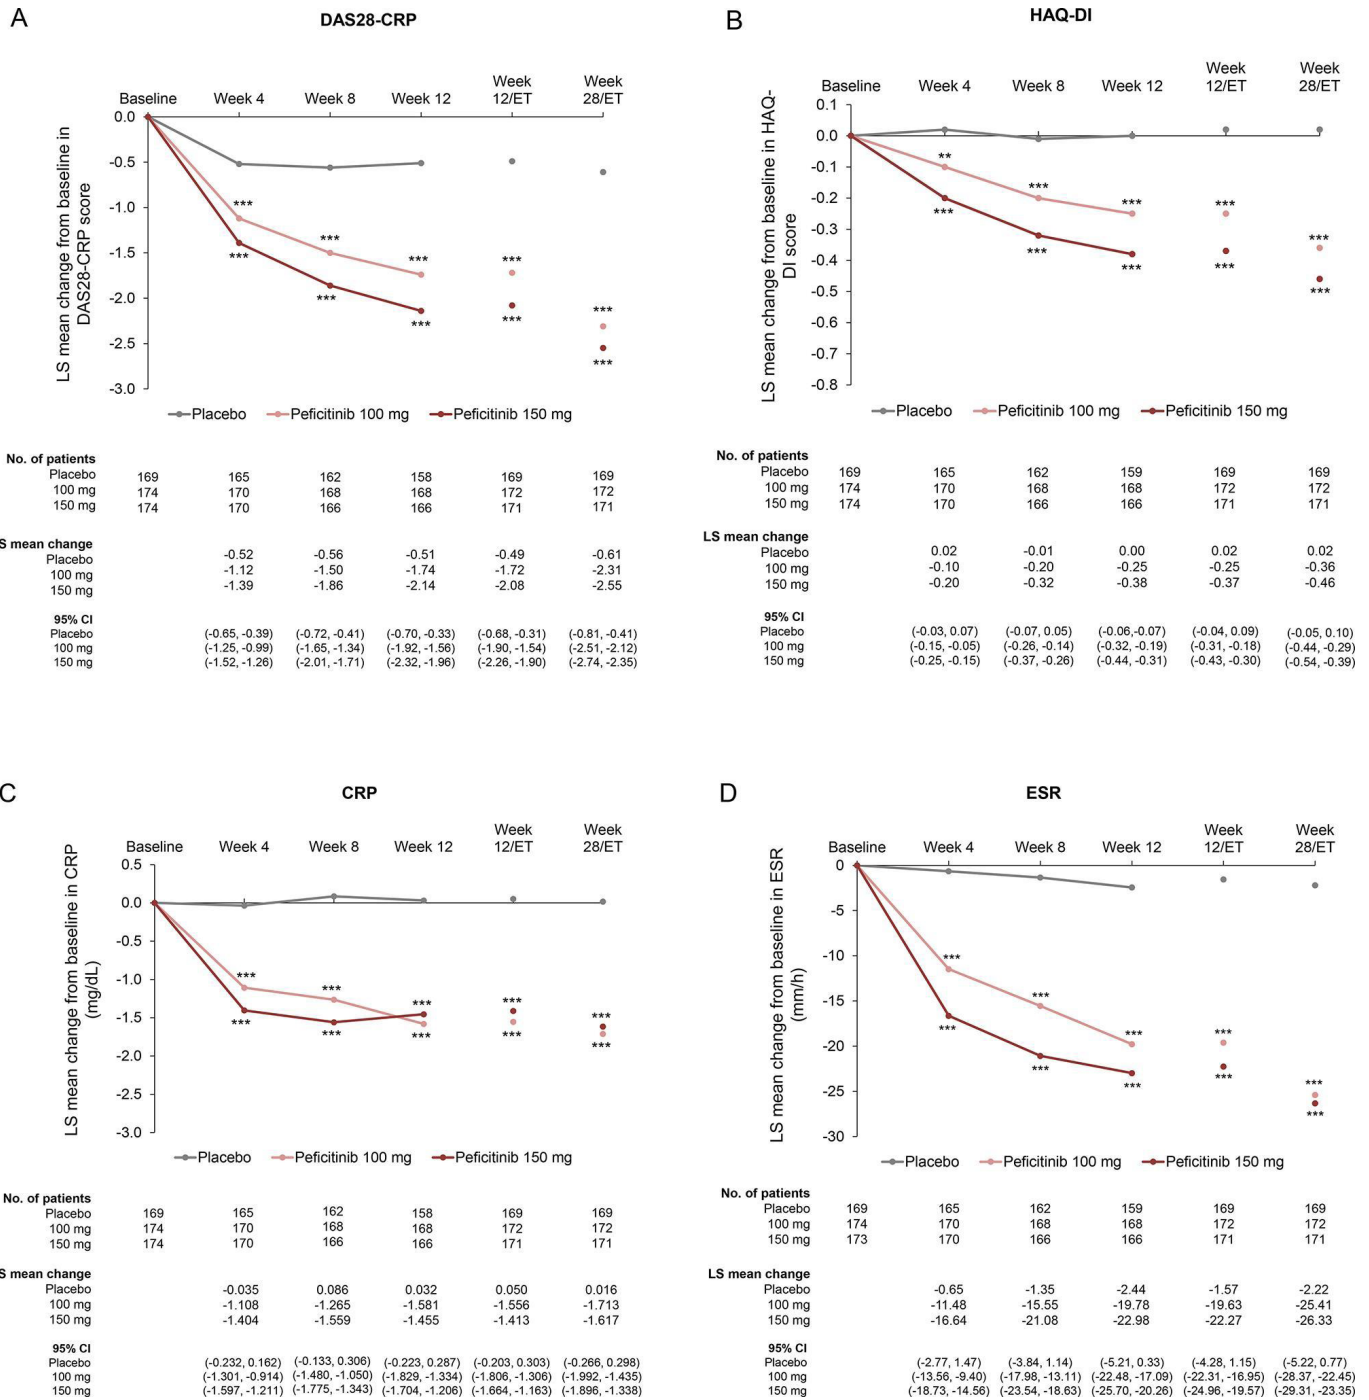 A
DAS28-CRP
Baseline Week 4 Week 8 Week 12 Week 12/ET Week 28/ET
LS mean change from baseline in DAS28-CRP score
0.0
-0.5
-1.0
-1.5
-2.0
-2.5
-3.0
*** *** *** *** ***
*** *** *** *** ***
Placebo Peficitinib 100 mg Peficitinib 150 mg
No. of patients
Placebo 169 165 162 158 169 169
100 mg 174 170 168 168 172 172
150 mg 174 170 166 166 171 171
S mean change
Placebo -0.52 -0.56 -0.51 -0.49 -0.61
100 mg -1.12 -1.50 -1.74 -1.72 -2.31
150 mg -1.39 -1.86 -2.14 -2.08 -2.55
95% CI
Placebo (-0.65, -0.39) (-0.72, -0.41) (-0.70, -0.33) (-0.68, -0.31) (-0.81, -0.41)
100 mg (-1.25, -0.99) (-1.65, -1.34) (-1.92, -1.56) (-1.90, -1.54) (-2.51, -2.12)
150 mg (-1.52, -1.26) (-2.01, -1.71) (-2.32, -1.96) (-2.26, -1.90) (-2.74, -2.35)
B
HAQ-DI
Baseline Week 4 Week 8 Week 12 Week 12/ET Week 28/ET
LS mean change from baseline in HAQ-DI score
0.1
0.0
-0.1
-0.2
-0.3
-0.4
-0.5
-0.6
-0.7
-0.8
** *** *** *** ***
*** *** *** *** ***
Placebo Peficitinib 100 mg Peficitinib 150 mg
No. of patients
Placebo 169 165 162 159 169 169
100 mg 174 170 168 168 172 172
150 mg 174 170 166 166 171 171
LS mean change
Placebo 0.02 -0.01 0.00 0.02 0.02
100 mg -0.10 -0.20 -0.25 -0.25 -0.36
150 mg -0.20 -0.32 -0.38 -0.37 -0.46
95% CI
Placebo (-0.03, 0.07) (-0.07, 0.05) (-0.06,-0.07) (-0.04, 0.09) (-0.05, 0.10)
100 mg (-0.15, -0.05) (-0.26, -0.14) (-0.32, -0.19) (-0.31, -0.18) (-0.44, -0.29)
150 mg (-0.25, -0.15) (-0.37, -0.26) (-0.44, -0.31) (-0.43, -0.30) (-0.54, -0.39)
C
CRP
Baseline Week 4 Week 8 Week 12 Week 12/ET Week 28/ET
LS mean change from baseline in CRP (mg/dL)
0.5
0.0
-0.5
-1.0
-1.5
-2.0
-2.5
-3.0
*** *** *** *** ***
*** *** *** *** ***
Placebo Peficitinib 100 mg Peficitinib 150 mg
No. of patients
Placebo 169 165 162 158 169 169
100 mg 174 170 168 168 172 172
150 mg 174 170 166 166 171 171
S mean change
Placebo -0.035 0.086 0.032 0.050 0.016
100 mg -1.108 -1.265 -1.581 -1.556 -1.713
150 mg -1.404 -1.559 -1.455 -1.413 -1.617
95% CI
Placebo (-0.232, 0.162) (-0.133, 0.306) (-0.223, 0.287) (-0.203, 0.303) (-0.266, 0.298)
100 mg (-1.301, -0.914) (-1.480, -1.050) (-1.829, -1.334) (-1.806, -1.306) (-1.992, -1.435)
150 mg (-1.597, -1.211) (-1.775, -1.343) (-1.704, -1.206) (-1.664, -1.163) (-1.896, -1.338)
D
ESR
Baseline Week 4 Week 8 Week 12 Week 12/ET Week 28/ET
LS mean change from baseline in ESR (mm/h)
0
-5
-10
-15
-20
-25
-30
*** *** *** *** ***
*** *** *** *** ***
Placebo Peficitinib 100 mg Peficitinib 150 mg
No. of patients
Placebo 169 165 162 159 169 169
100 mg 174 170 168 168 172 172
150 mg 173 170 166 166 171 171
LS mean change
Placebo -0.65 -1.35 -2.44 -1.57 -2.22
100 mg -11.48 -15.55 -19.78 -19.63 -25.41
150 mg -16.64 -21.08 -22.98 -22.27 -26.33
95% CI
Placebo (-2.77, 1.47) (-3.84, 1.14) (-5.21, 0.33) (-4.28, 1.15) (-5.22, 0.77)
100 mg (-13.56, -9.40) (-17.98, -13.11) (-22.48, -17.09) (-22.31, -16.95) (-28.37, -22.45)
150 mg (-18.73, -14.56) (-23.54, -18.63) (-25.70, -20.26) (-24.96, -19.57) (-29.31, -23.35)